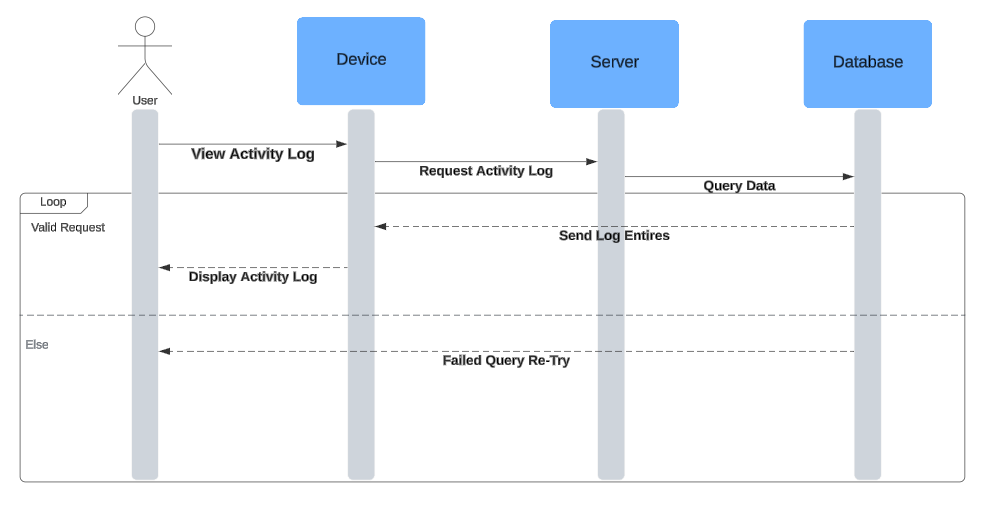 Device
Server
Database
User
View Activity Log
Request Activity Log
Query Data
Loop
Valid Request
Send Log Entires
Display Activity Log
Else
Failed Query Re-Try